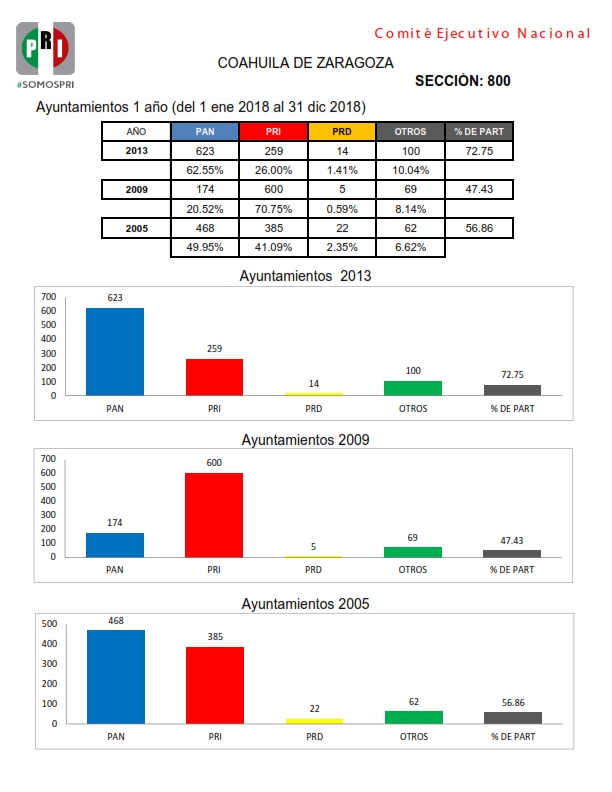 Comité Ejecutivo Nacional
PRI
#SOMOSPRI
COAHUILA DE ZARAGOZA
SECCIÓN: 800
Ayuntamientos 1 año (del 1 ene 2018 al 31 dic 2018)
AÑO PAN PRI PRD OTROS % DE PART
2013 623 259 14 100 72.75
62.55% 26.00% 1.41% 10.04%
2009 174 600 5 69 47.43
20.52% 70.75% 0.59% 8.14%
2005 468 385 22 62 56.86
49.95% 41.09% 2.35% 6.62%
Ayuntamientos 2013
700
600
500
400
300
200
100
0
623 259 14 100 72.75
PAN PRI PRD OTROS % DE PART
Ayuntamientos 2009
700
600
500
400
300
200
100
0
174 600 5 69 47.43
PAN PRI PRD OTROS % DE PART
Ayuntamientos 2005
500
400
300
200
100
0
468 385 22 62 56.86
PAN PRI PRD OTROS % DE PART